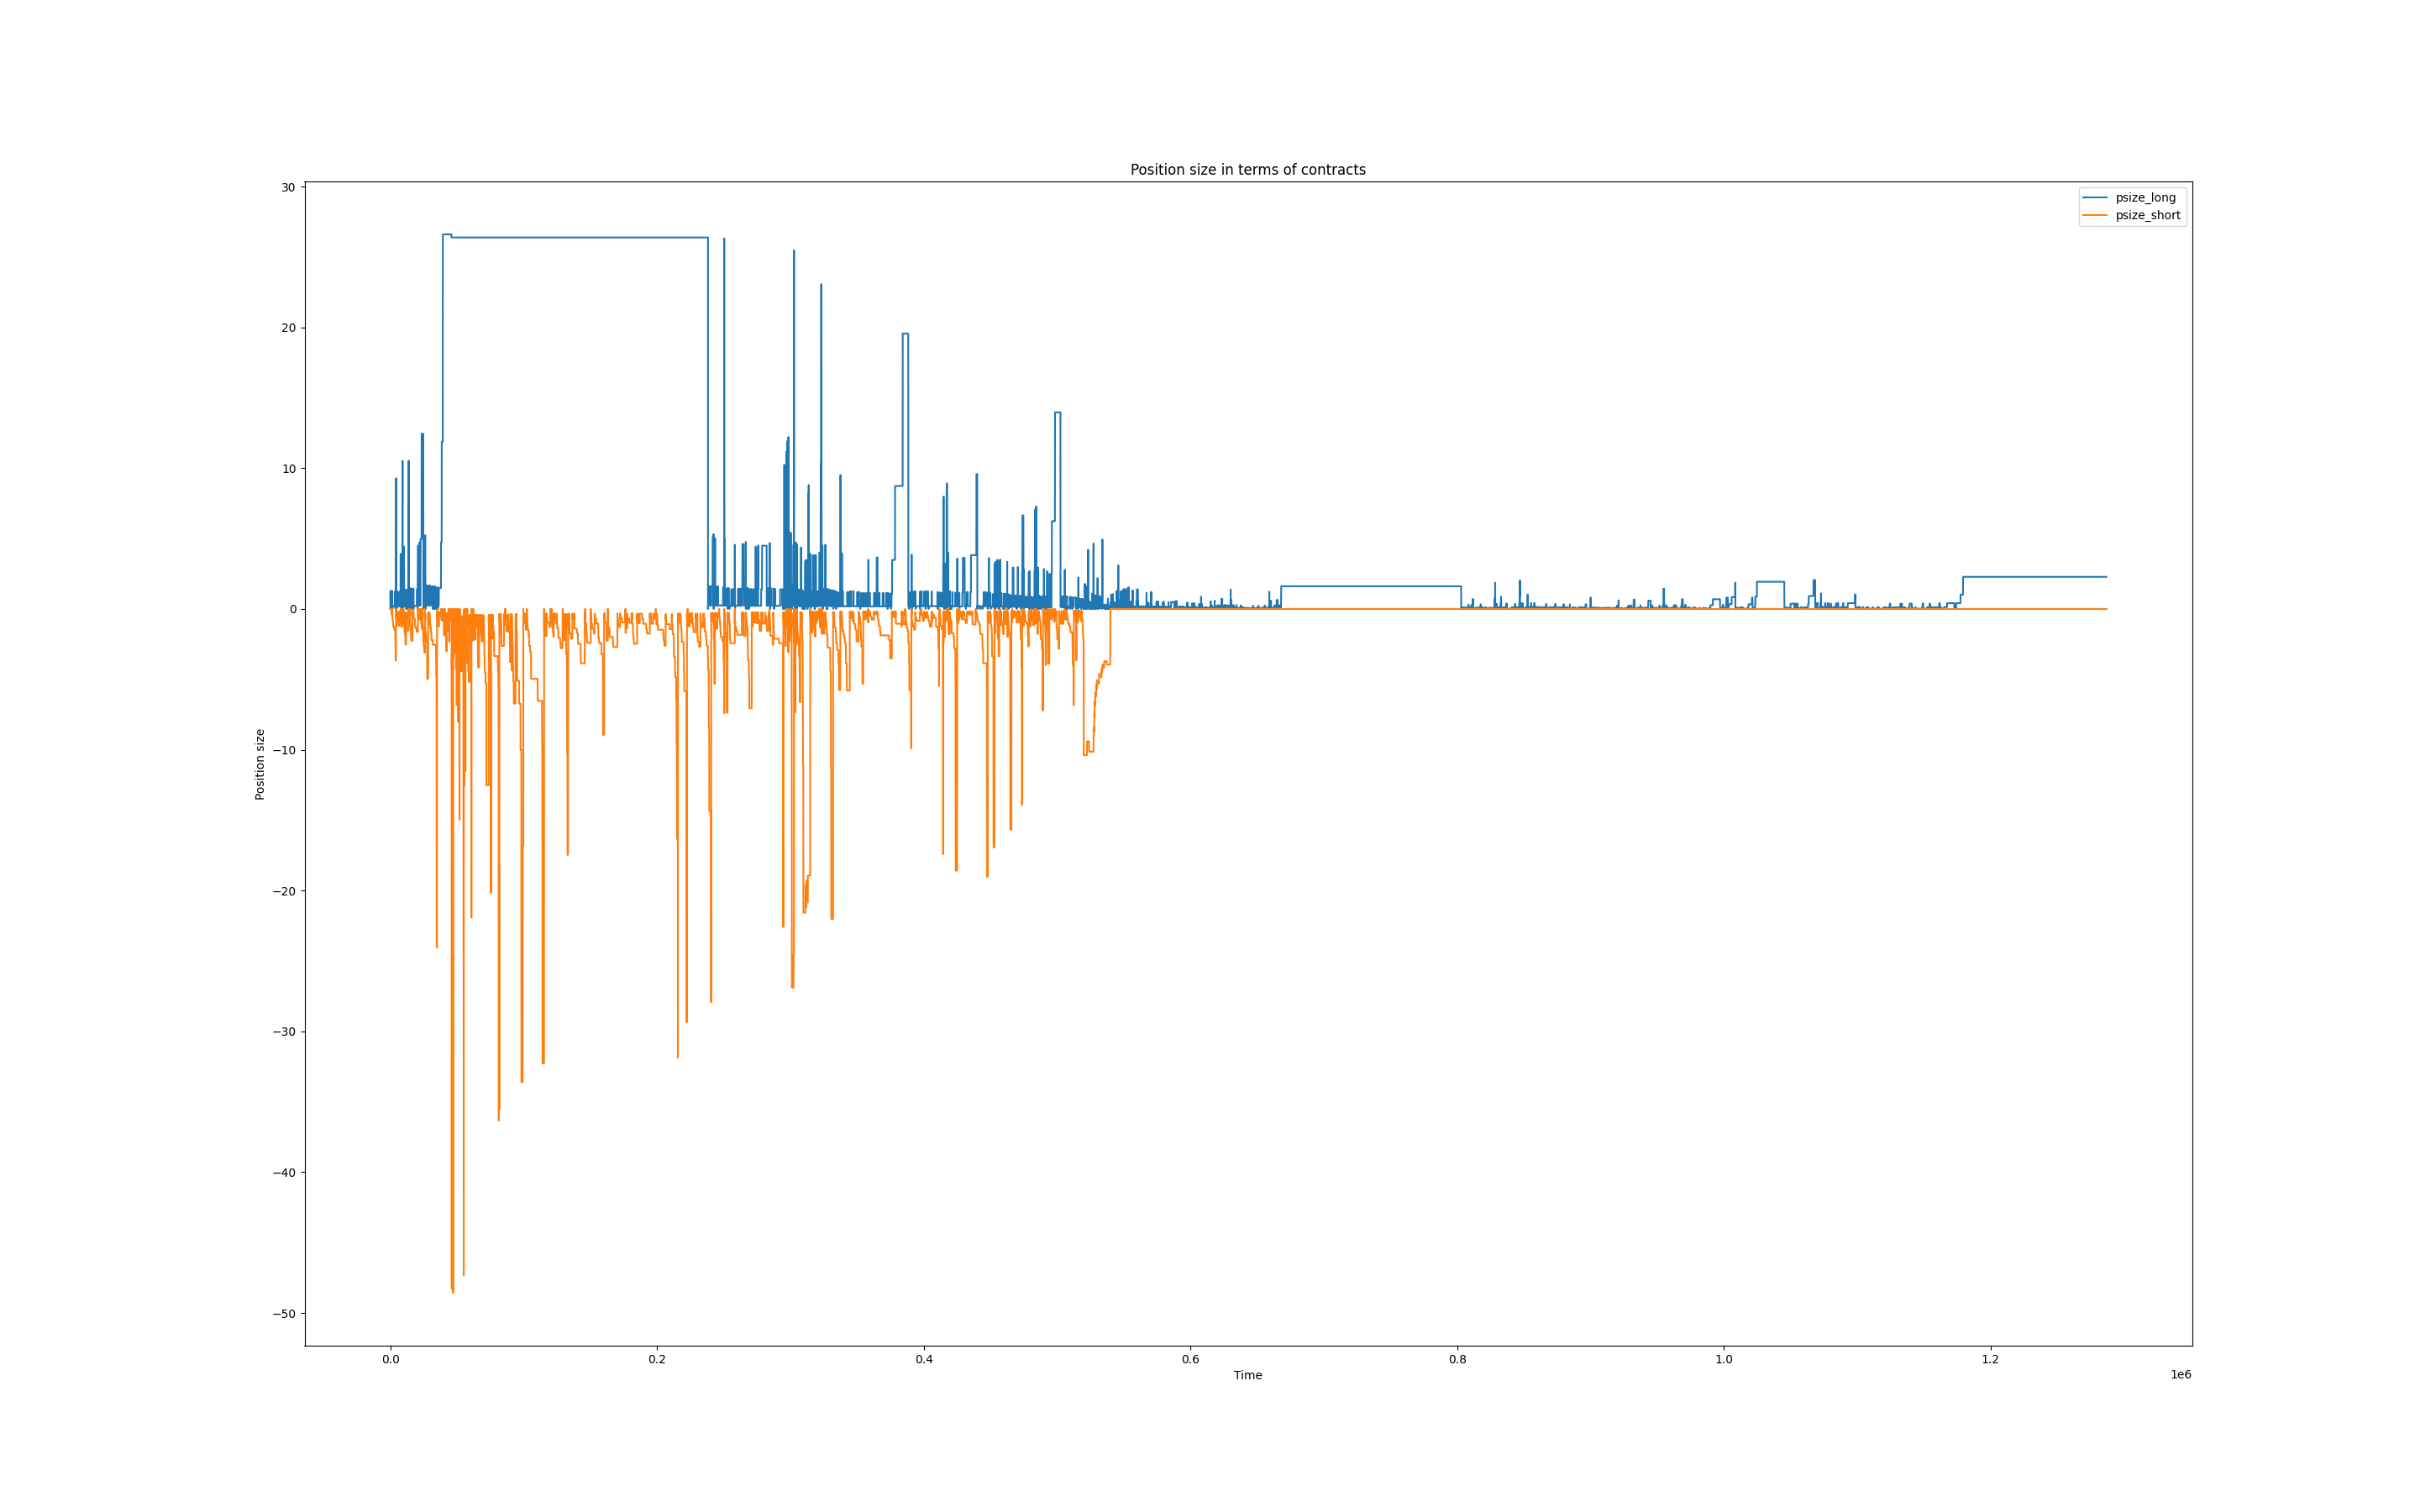 Position size in terms of contracts
psize_long
psize_short
30
20
10
0
−10
−20
−30
−40
−50
Position size
0.0 0.2 0.4 0.6 0.8 1.0 1.2
Time
1e6